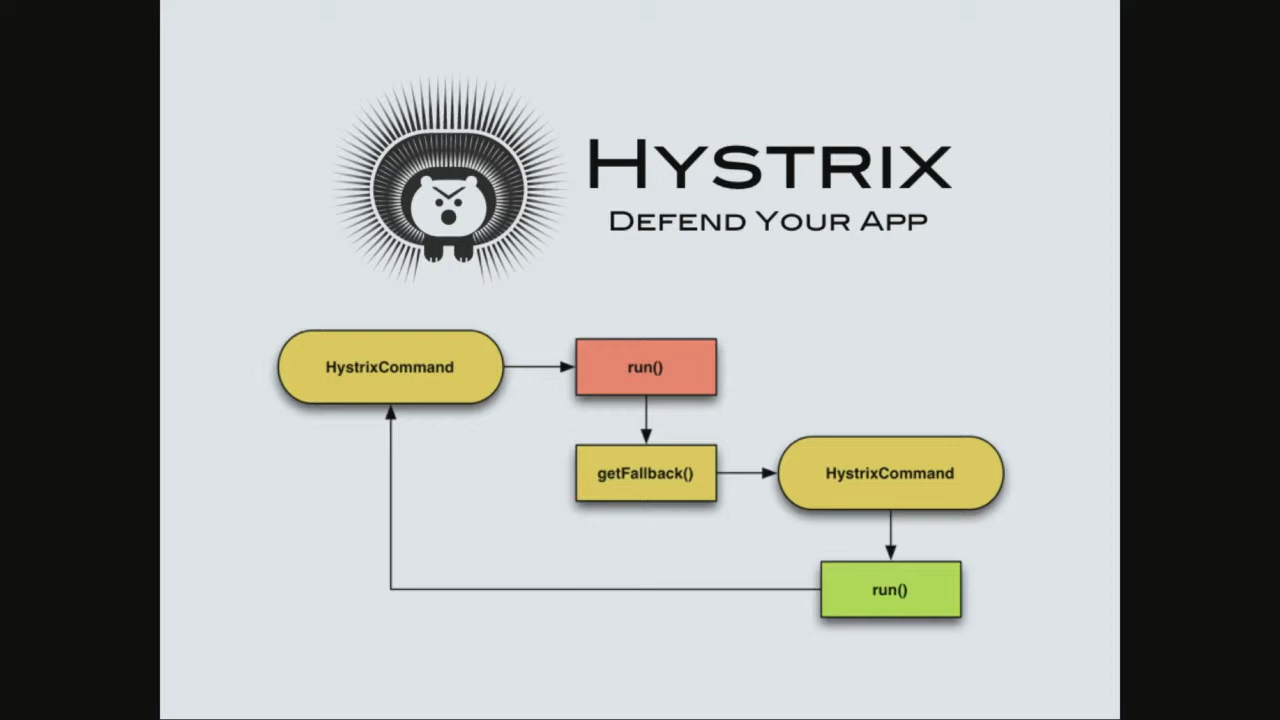 HYSTRIX
DEFEND YOUR APP
HystrixCommand
run()
getFallback()
HystrixCommand
run()